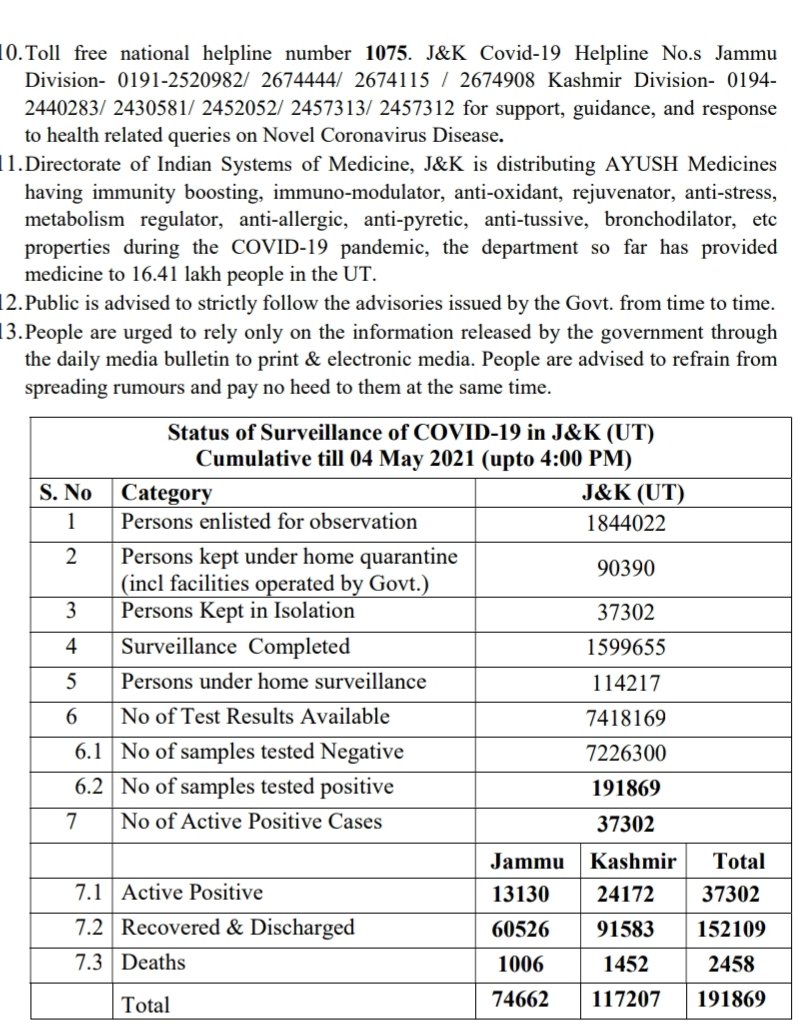 10.Toll free national helpline number 1075. J&K Covid-19 Helpline No.s Jammu
Division- 0191-2520982/ 2674444/ 2674115 / 2674908 Kashmir Division- 0194-
2440283/ 2430581/ 2452052/ 2457313/ 2457312 for support, guidance, and response
to health related queries on Novel Coronavirus Disease.
11.Directorate of Indian Systems of Medicine, J&K is distributing AYUSH Medicines
having immunity boosting, immuno-modulator, anti-oxidant, rejuvenator, anti-stress,
metabolism regulator, anti-allergic, anti-pyretic, anti-tussive, bronchodilator, etc
properties during the COVID-19 pandemic, the department so far has provided
medicine to 16.41 lakh people in the UT.
12.Public is advised to strictly follow the advisories issued by the Govt. from time to time.
13.People are urged to rely only on the information released by the government through
the daily media bulletin to print & electronic media. People are advised to refrain from
spreading rumours and pay no heed to them at the same time.
Status of Surveillance of COVID-19 in J&K (UT)
Cumulative till 04 May 2021 (upto 4:00 PM)
S. No Category J&K (UT)
1 Persons enlisted for observation 1844022
2 Persons kept under home quarantine
(incl facilities operated by Govt.) 90390
3 Persons Kept in Isolation 37302
4 Surveillance Completed 1599655
5 Persons under home surveillance 114217
6 No of Test Results Available 7418169
6.1 No of samples tested Negative 7226300
6.2 No of samples tested positive 191869
7 No of Active Positive Cases 37302
Jammu Kashmir Total
7.1 Active Positive 13130 24172 37302
7.2 Recovered & Discharged 60526 91583 152109
7.3 Deaths 1006 1452 2458
Total 74662 117207 191869